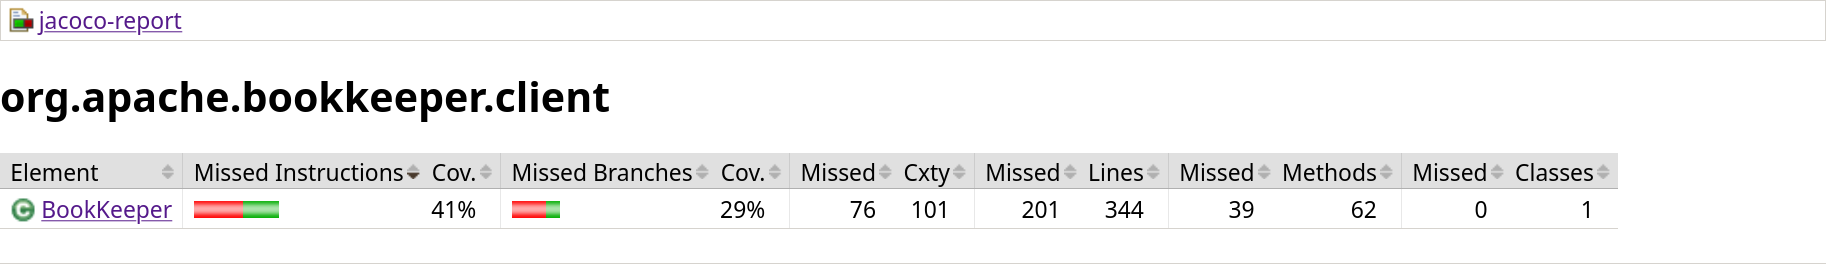 jacoco-report
org.apache.bookkeeper.client
Element Missed Instructions Cov. Missed Branches Cov. Missed Cxty Missed Lines Missed Methods Missed Classes
C BookKeeper 41% 29% 76 101 201 344 39 62 0 1